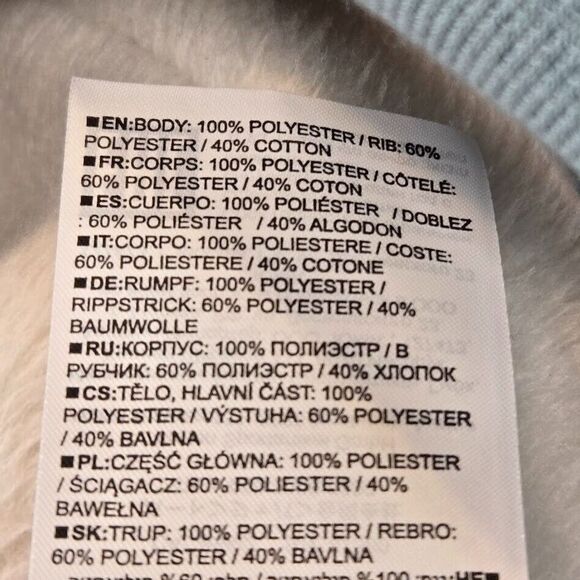 ■EN:BODY: 100% POLYESTER / RIB: 60%
POLYESTER / 40% COTTON
■FR:CORPS: 100% POLYESTER / CÔTELÉ:
60% POLYESTER / 40% COTON
■ES:CUERPO: 100% POLIÉSTER / DOBLEZ
: 60% POLIÉSTER / 40% ALGODON
■IT:CORPO: 100% POLIESTERE / COSTE:
60% POLIESTERE / 40% COTONE
■DE:RUMPF: 100% POLYESTER /
RIPPSTRICK: 60% POLYESTER / 40%
BAUMWOLLE
■RU:КОРПУС: 100% ПОЛИЭСТР / В
РУБЧИК: 60% ПОЛИЭСТР / 40% ХЛОПОК
■CS:TĚLO, HLAVNÍ ČÁST: 100%
POLYESTER / VÝSTUHA: 60% POLYESTER
/ 40% BAVLNA
■PL:CZĘŚĆ GŁÓWNA: 100% POLIESTER
/ ŚCIĄGACZ: 60% POLIESTER / 40%
BAWEŁNA
■SK:TRUP: 100% POLYESTER / REBRO:
60% POLYESTER / 40% BAVLNA